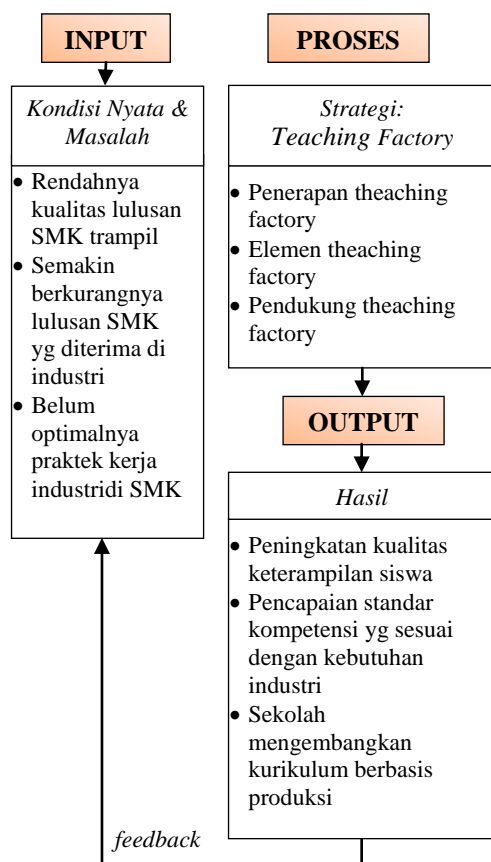 INPUT
Kondisi Nyata &
Masalah
• Rendahnya
kualitas lulusan
SMK trampil
• Semakin
berkurangnya
lulusan SMK
yg diterima di
industri
• Belum
optimalnya
praktek kerja
industridi SMK
PROSES
Strategi:
Teaching Factory
• Penerapan theaching
factory
• Elemen theaching
factory
• Pendukung theaching
factory
OUTPUT
Hasil
• Peningkatan kualitas
keterampilan siswa
• Pencapaian standar
kompetensi yg sesuai
dengan kebutuhan
industri
• Sekolah
mengembangkan
kurikulum berbasis
produksi
feedback